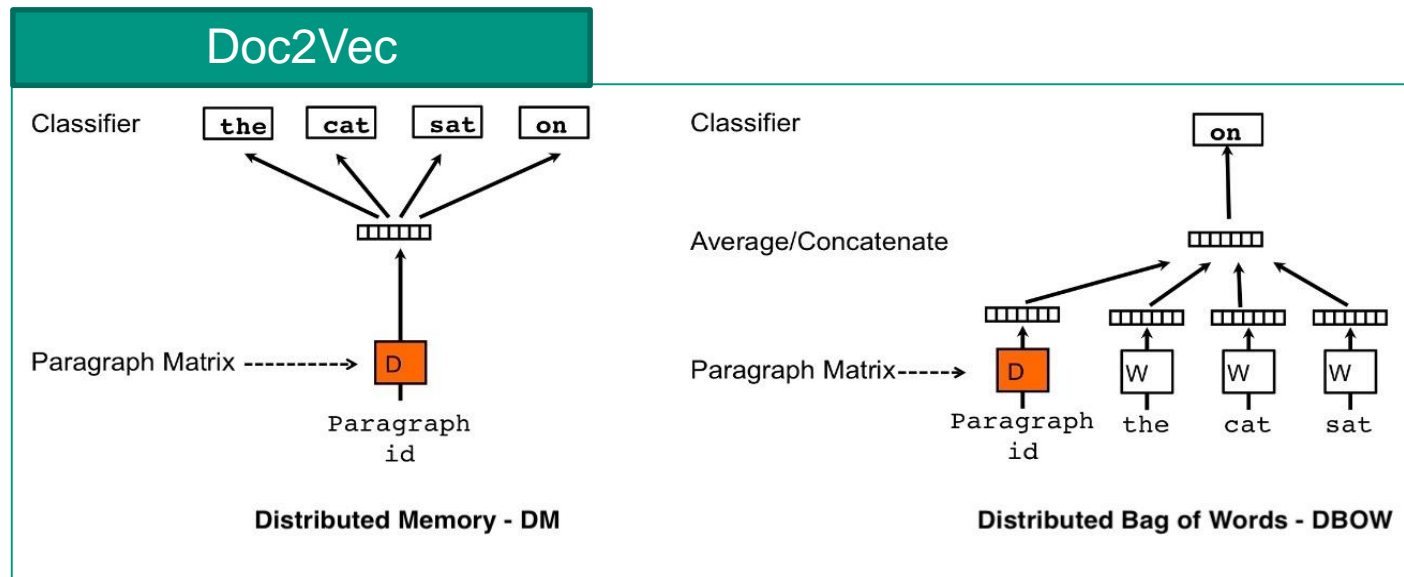 Doc2Vec
Classifier
the cat sat on
Paragraph Matrix ----------->
D
Paragraph
id
Distributed Memory - DM
Classifier
on
Average/Concatenate
Paragraph Matrix------>
D W W W
Paragraph the cat sat
id
Distributed Bag of Words - DBOW